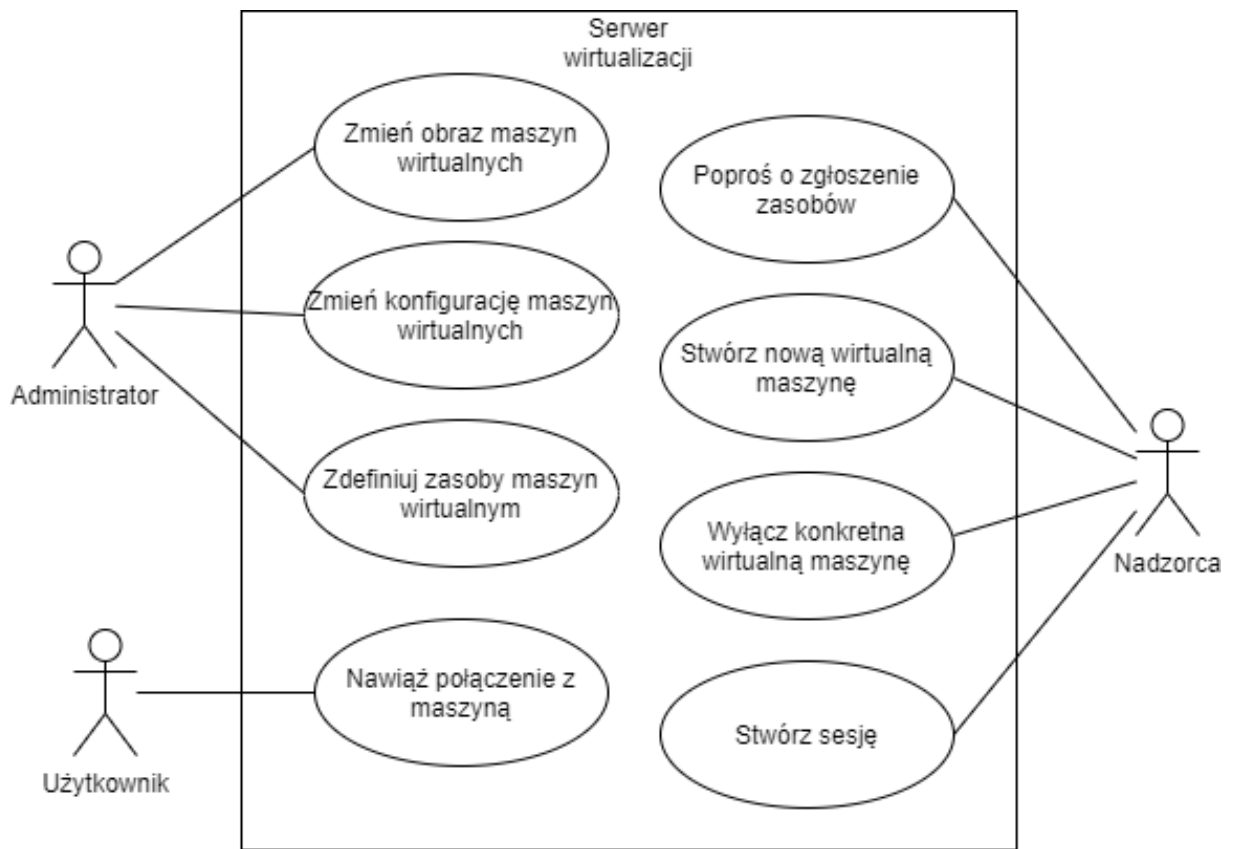 Serwer
wirtualizacji
Zmień obraz maszyn
wirtualnych
Poproś o zgłoszenie
zasobów
Zmień konfigurację maszyn
wirtualnych
Stwórz nową wirtualną
maszynę
Administrator
Zdefiniuj zasoby maszyn
wirtualnym
Wyłącz konkretna
wirtualną maszynę
Nadzorca
Nawiąż połączenie z
maszyną
Stwórz sesję
Użytkownik